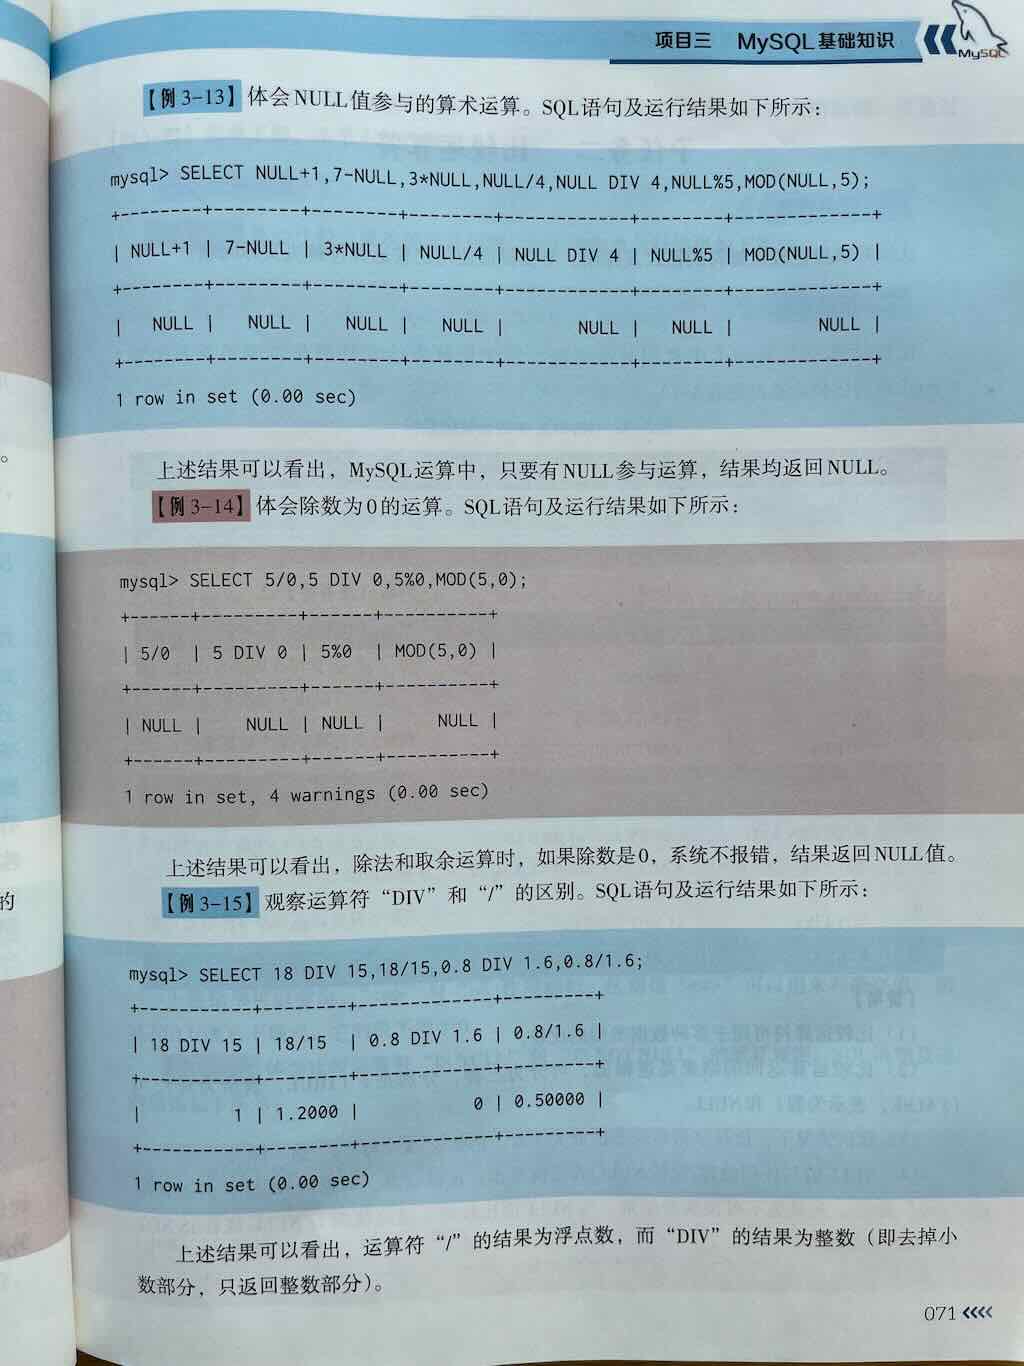 项目三 MySQL基础知识
MySQL
【例3-13】体会NULL值参与的算术运算。SQL语句及运行结果如下所示：
mysql> SELECT NULL+1,7-NULL,3*NULL,NULL/4,NULL DIV 4,NULL%5,MOD(NULL,5);
+--------+--------+--------+--------+------------+--------+-------------+
| NULL+1 | 7-NULL | 3*NULL | NULL/4 | NULL DIV 4 | NULL%5 | MOD(NULL,5) |
+--------+--------+--------+--------+------------+--------+-------------+
| NULL | NULL | NULL | NULL | NULL | NULL | NULL |
+--------+--------+--------+--------+------------+--------+-------------+
1 row in set (0.00 sec)
上述结果可以看出，MySQL运算中，只要有NULL参与运算，结果均返回NULL。
【例3-14】体会除数为0的运算。SQL语句及运行结果如下所示：
mysql> SELECT 5/0,5 DIV 0,5%0,MOD(5,0);
+------+---------+------+----------+
| 5/0 | 5 DIV 0 | 5%0 | MOD(5,0) |
+------+---------+------+----------+
| NULL | NULL | NULL | NULL |
+------+---------+------+----------+
1 row in set, 4 warnings (0.00 sec)
上述结果可以看出，除法和取余运算时，如果除数是0，系统不报错，结果返回NULL值。
【例3-15】观察运算符“DIV”和“/”的区别。SQL语句及运行结果如下所示：
mysql> SELECT 18 DIV 15,18/15,0.8 DIV 1.6,0.8/1.6;
+-----------+--------+-------------+---------+
| 18 DIV 15 | 18/15 | 0.8 DIV 1.6 | 0.8/1.6 |
+-----------+--------+-------------+---------+
| 1 | 1.2000 | 0 | 0.50000 |
+-----------+--------+-------------+---------+
1 row in set (0.00 sec)
上述结果可以看出，运算符“/”的结果为浮点数，而“DIV”的结果为整数（即去掉小
数部分，只返回整数部分）。
071